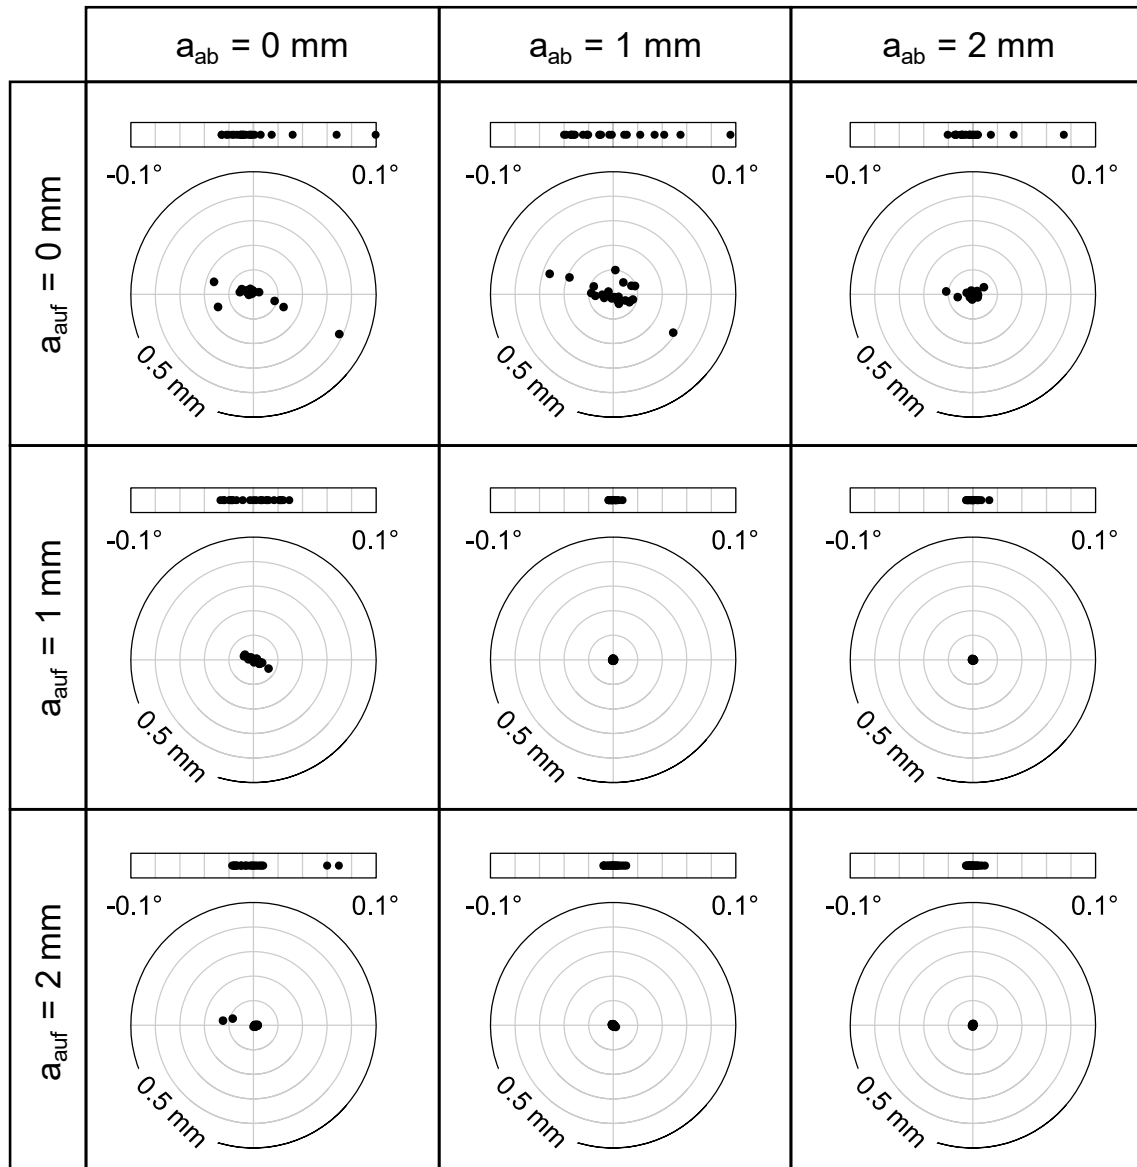 a_ab = 0 mm
a_ab = 1 mm
a_ab = 2 mm
a_auf = 0 mm
-0.1° 0.1°
0.5 mm
-0.1° 0.1°
0.5 mm
-0.1° 0.1°
0.5 mm
a_auf = 1 mm
-0.1° 0.1°
0.5 mm
-0.1° 0.1°
0.5 mm
-0.1° 0.1°
0.5 mm
a_auf = 2 mm
-0.1° 0.1°
0.5 mm
-0.1° 0.1°
0.5 mm
-0.1° 0.1°
0.5 mm